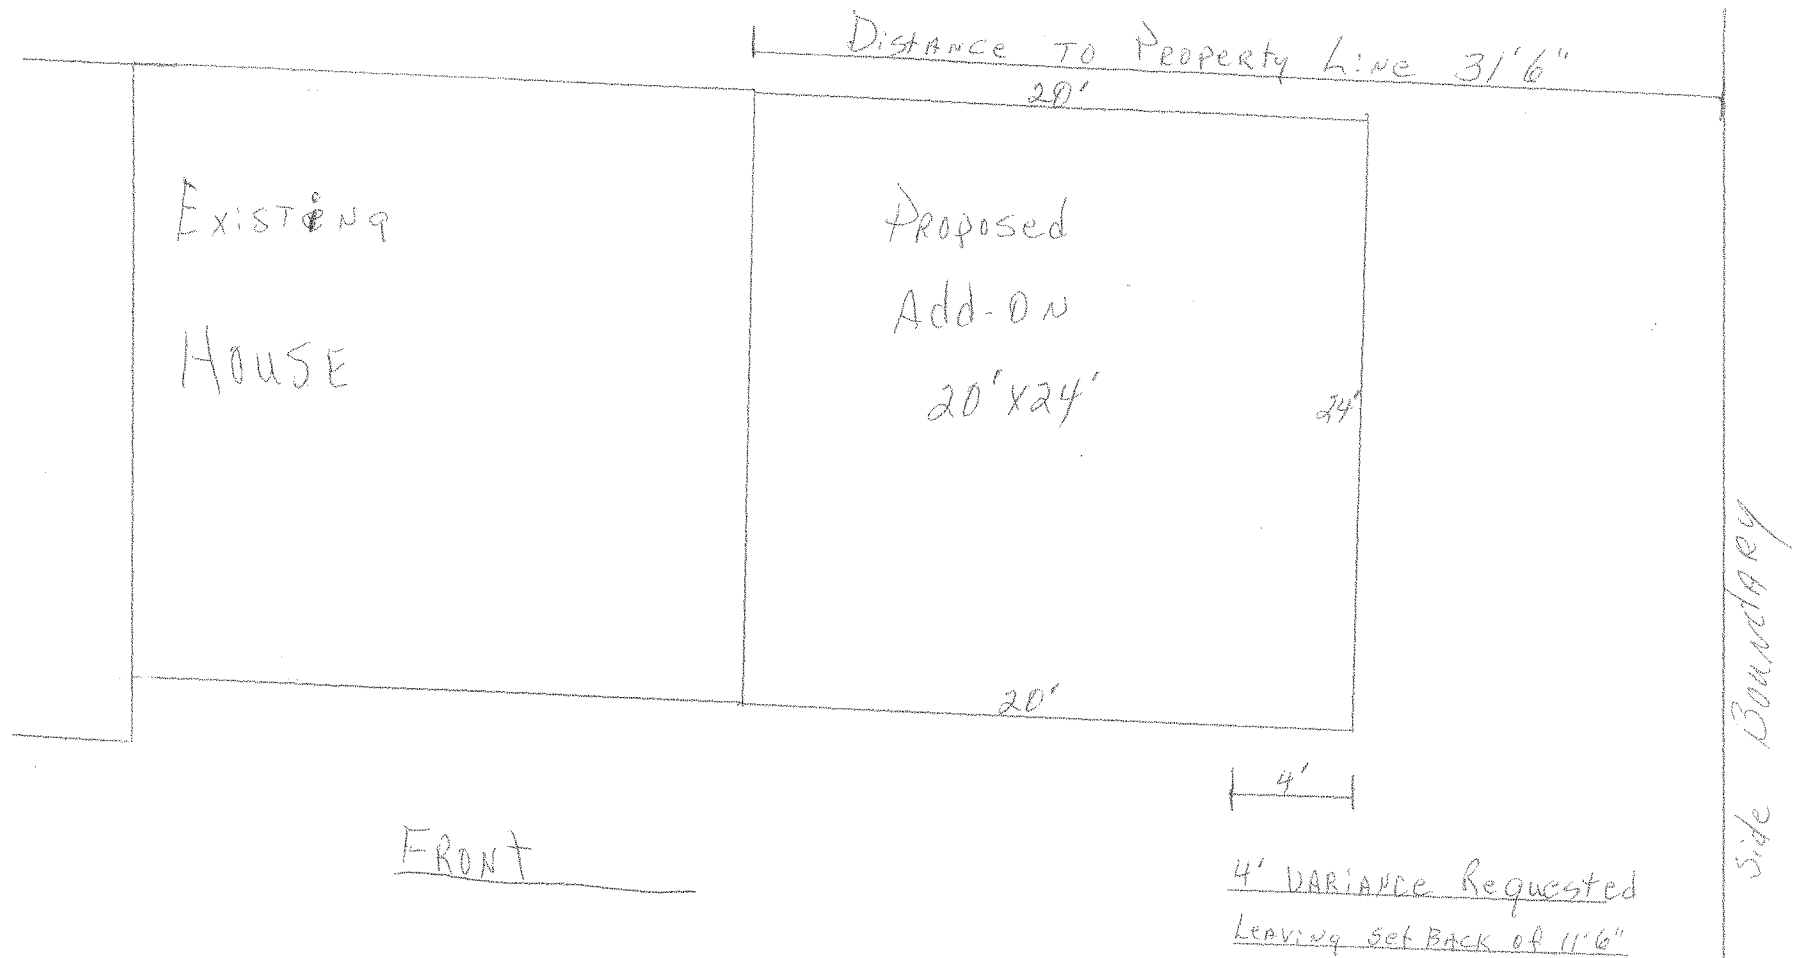 Distance to Property Line 31'6"
20'
Existing
House
Proposed
Add-On
20'x24'
24'
20'
4'
Front
4' Variance Requested
Leaving Set Back of 11'6"
Side Boundary